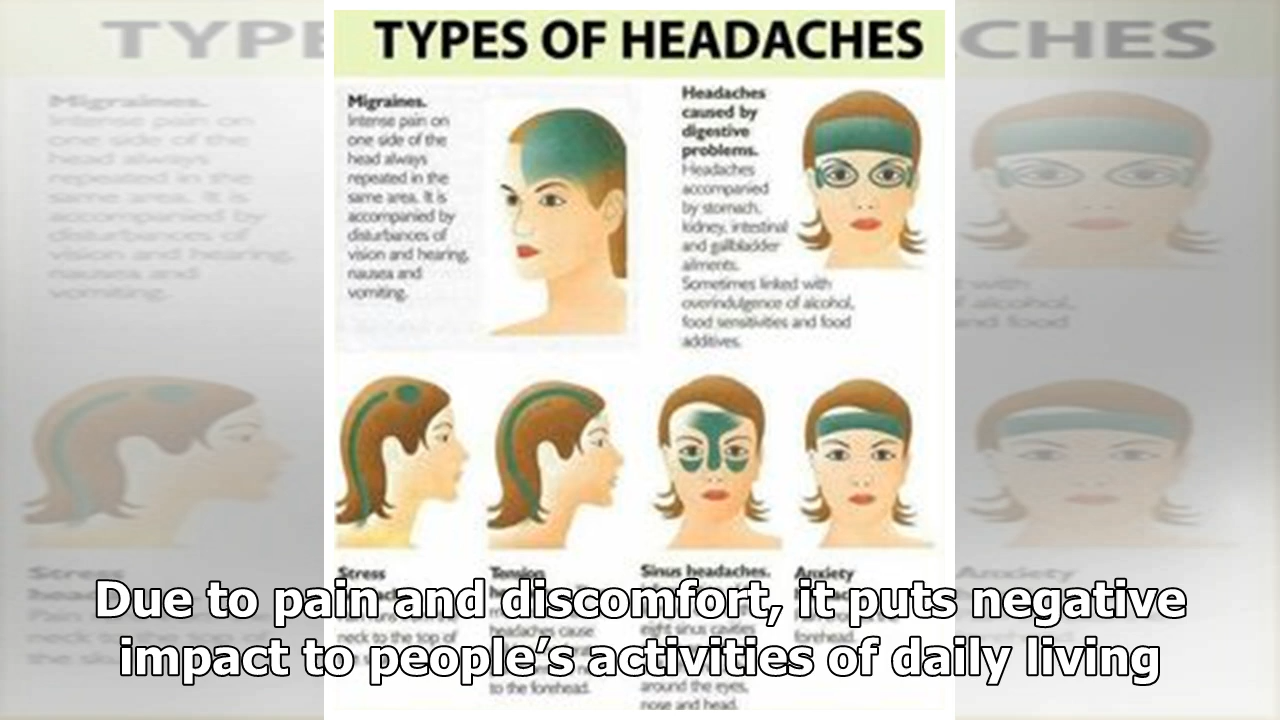 TYPES OF HEADACHES
Migraines.
Intense pain on
one side of the
head always
repeated in the
same area. It is
accompanied by
disturbances of
vision and hearing,
nausea and
vomiting.
Headaches
caused by
digestive
problems.
Headaches
accompanied
by stomach,
kidney, intestinal
and gallbladder
ailments.
Sometimes linked with
overindulgence of alcohol,
food sensitivities and food
additives.
Stress
neck to the top of
Tension
headaches cause
to the forehead.
Sinus headaches.
eight sinus cavities
around the eyes,
nose and head.
Anxiety
forehead.
Due to pain and discomfort, it puts negative
impact to people’s activities of daily living